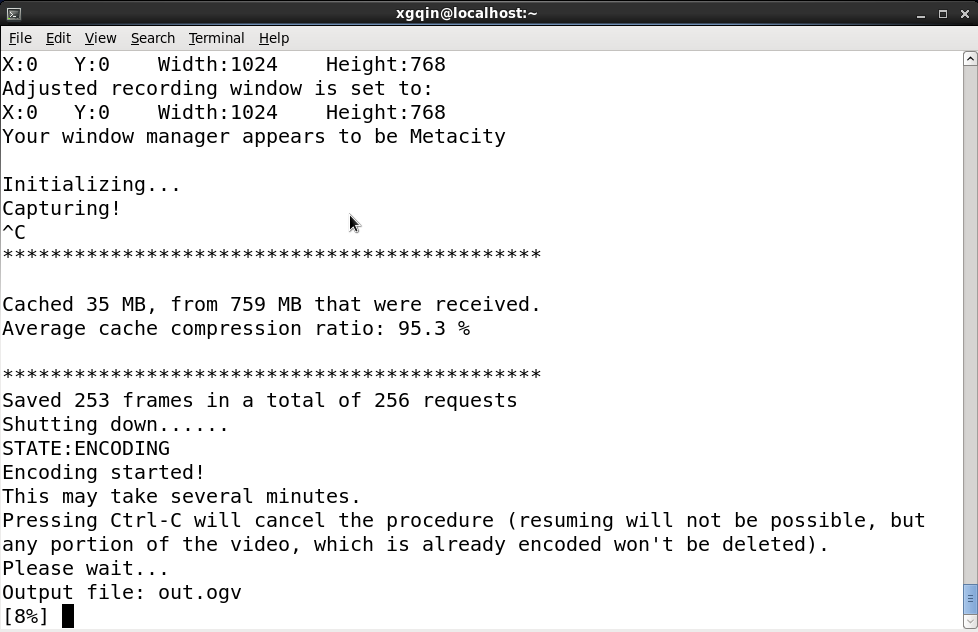 xgqin@localhost:~
File Edit View Search Terminal Help
X:0   Y:0    Width:1024    Height:768
Adjusted recording window is set to:
X:0   Y:0    Width:1024    Height:768
Your window manager appears to be Metacity
Initializing...
Capturing!
^C
*********************************************
Cached 35 MB, from 759 MB that were received.
Average cache compression ratio: 95.3 %
*********************************************
Saved 253 frames in a total of 256 requests
Shutting down......
STATE:ENCODING
Encoding started!
This may take several minutes.
Pressing Ctrl-C will cancel the procedure (resuming will not be possible, but
any portion of the video, which is already encoded won't be deleted).
Please wait...
Output file: out.ogv
[8%]